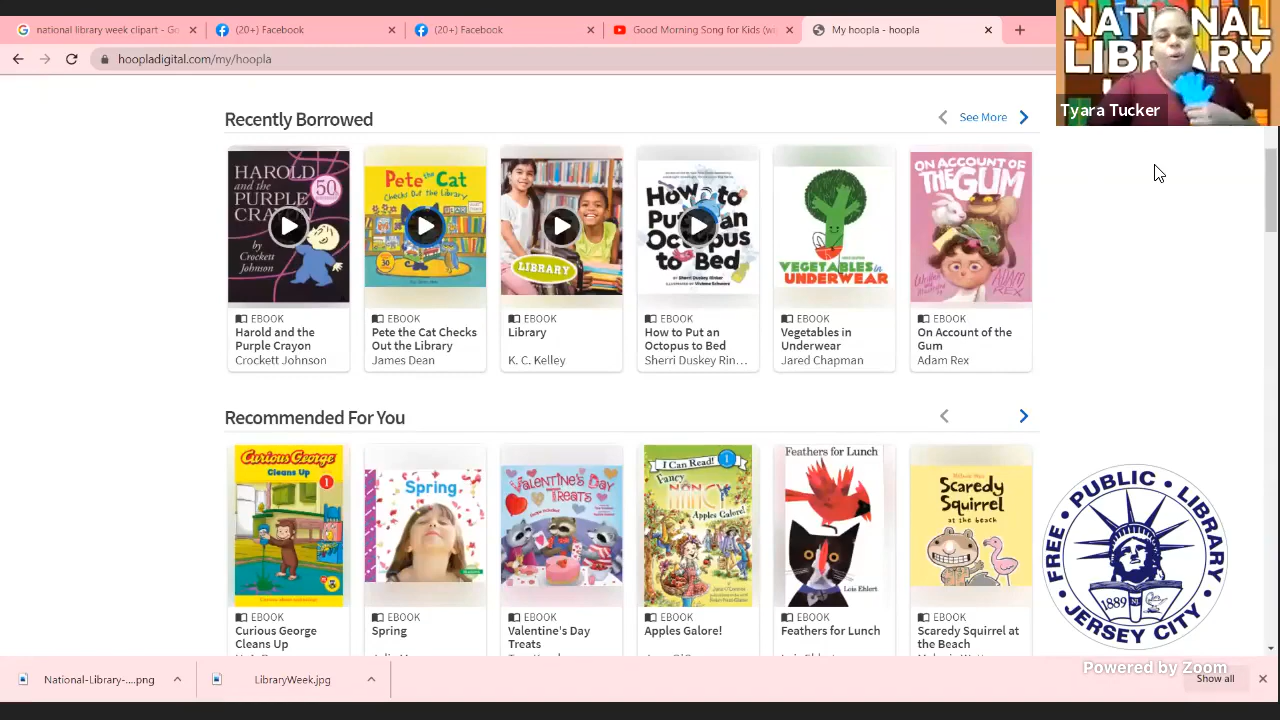 national library week clipart - Go
(20+) Facebook
(20+) Facebook
Good Morning Song for Kids (w
My hoopla - hoopla
hoopladigital.com/my/hoopla
NATIONAL
LIBRARY
Tyara Tucker
Recently Borrowed
See More
HAROLD
and the
PURPLE
CRAYON
50
by
Crockett
Johnson
Pete the Cat
Checks Out the Library
LIBRARY
How to
Put an
Octopus
to Bed
VEGETABLES in
UNDERWEAR
ON ACCOUNT OF
THE GUM
ADAM
REX
EBOOK
Harold and the
Purple Crayon
Crockett Johnson
EBOOK
Pete the Cat Checks
Out the Library
James Dean
EBOOK
Library
K. C. Kelley
EBOOK
How to Put an
Octopus to Bed
Sherri Duskey Rin...
EBOOK
Vegetables in
Underwear
Jared Chapman
EBOOK
On Account of the
Gum
Adam Rex
Recommended For You
Curious George
Cleans Up
1
Spring
VALENTINE'S DAY
TREATS
I Can Read!
1
Fancy
NANCY
Apples Galore!
Feathers for Lunch
Lois Ehlert
Scaredy
Squirrel
at the beach
EBOOK
Curious George
Cleans Up
EBOOK
Spring
EBOOK
Valentine's Day
Treats
EBOOK
Apples Galore!
EBOOK
Feathers for Lunch
EBOOK
Scaredy Squirrel at
the Beach
FREE • PUBLIC • LIBRARY
1889 NJ
JERSEY CITY
Powered by Zoom
National-Library-....png
LibraryWeek.jpg
Show all